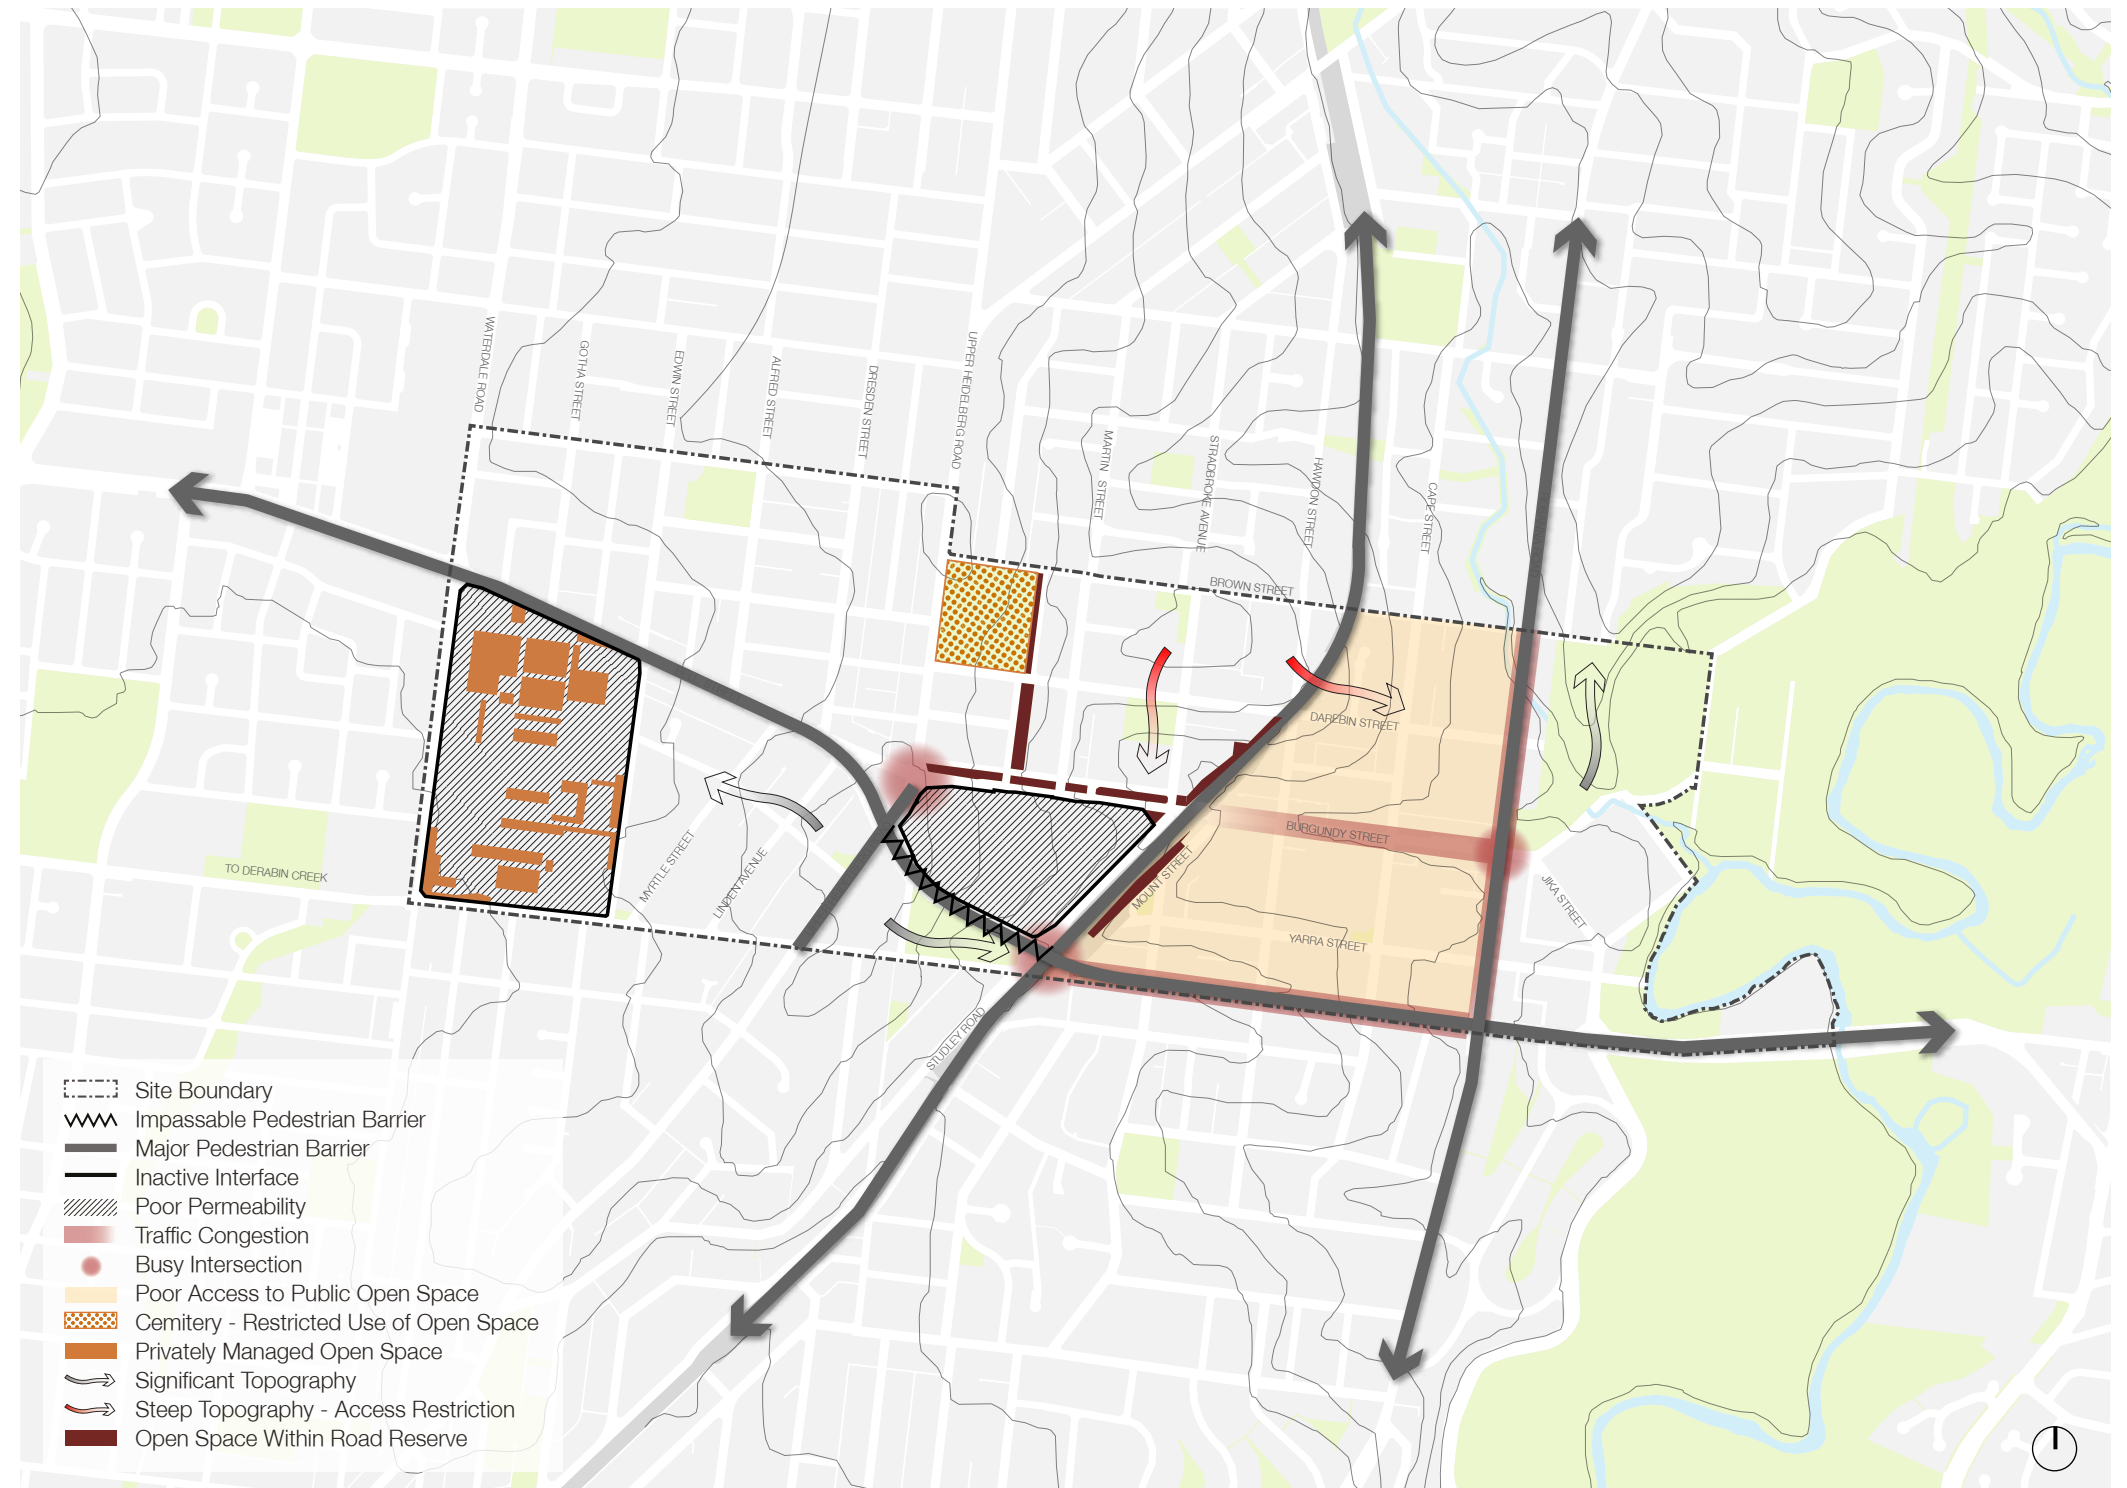 WATERDALE ROAD
GOTHA STREET
EDWIN STREET
ALFRED STREET
DRESDEN STREET
UPPER HEIDELBERG ROAD
MARTIN STREET
STRADBROKE AVENUE
HAWDON STREET
CAPE STREET
BROWN STREET
DAREBIN STREET
BURGUNDY STREET
MOUNT STREET
YARRA STREET
JIKA STREET
MYRTLE STREET
LINDEN AVENUE
TO DERABIN CREEK
STUDLEY ROAD
Site Boundary
Impassable Pedestrian Barrier
Major Pedestrian Barrier
Inactive Interface
Poor Permeability
Traffic Congestion
Busy Intersection
Poor Access to Public Open Space
Cemitery - Restricted Use of Open Space
Privately Managed Open Space
Significant Topography
Steep Topography - Access Restriction
Open Space Within Road Reserve